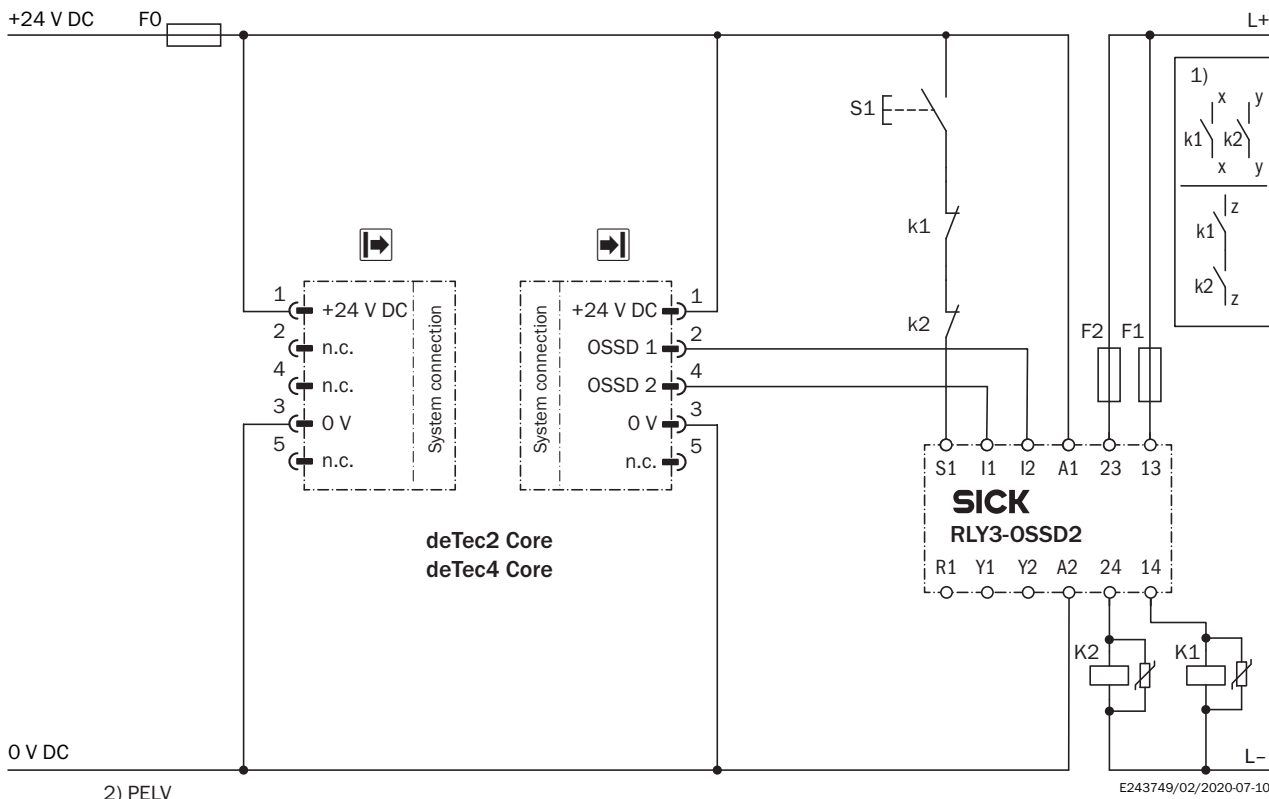 +24 V DC F0 L+
1)
x y
k1 k2
x y
z
k1
k2
z
S1
k1
k2
F2 F1
1 +24 V DC
2 n.c.
4 n.c.
3 0 V
5 n.c.
System connection
System connection
+24 V DC 1
OSSD 1 2
OSSD 2 4
0 V 3
n.c. 5
deTec2 Core
deTec4 Core
S1 I1 I2 A1 23 13
SICK
RLY3-OSSD2
R1 Y1 Y2 A2 24 14
K2 K1
0 V DC L–
2) PELV
E243749/02/2020-07-10